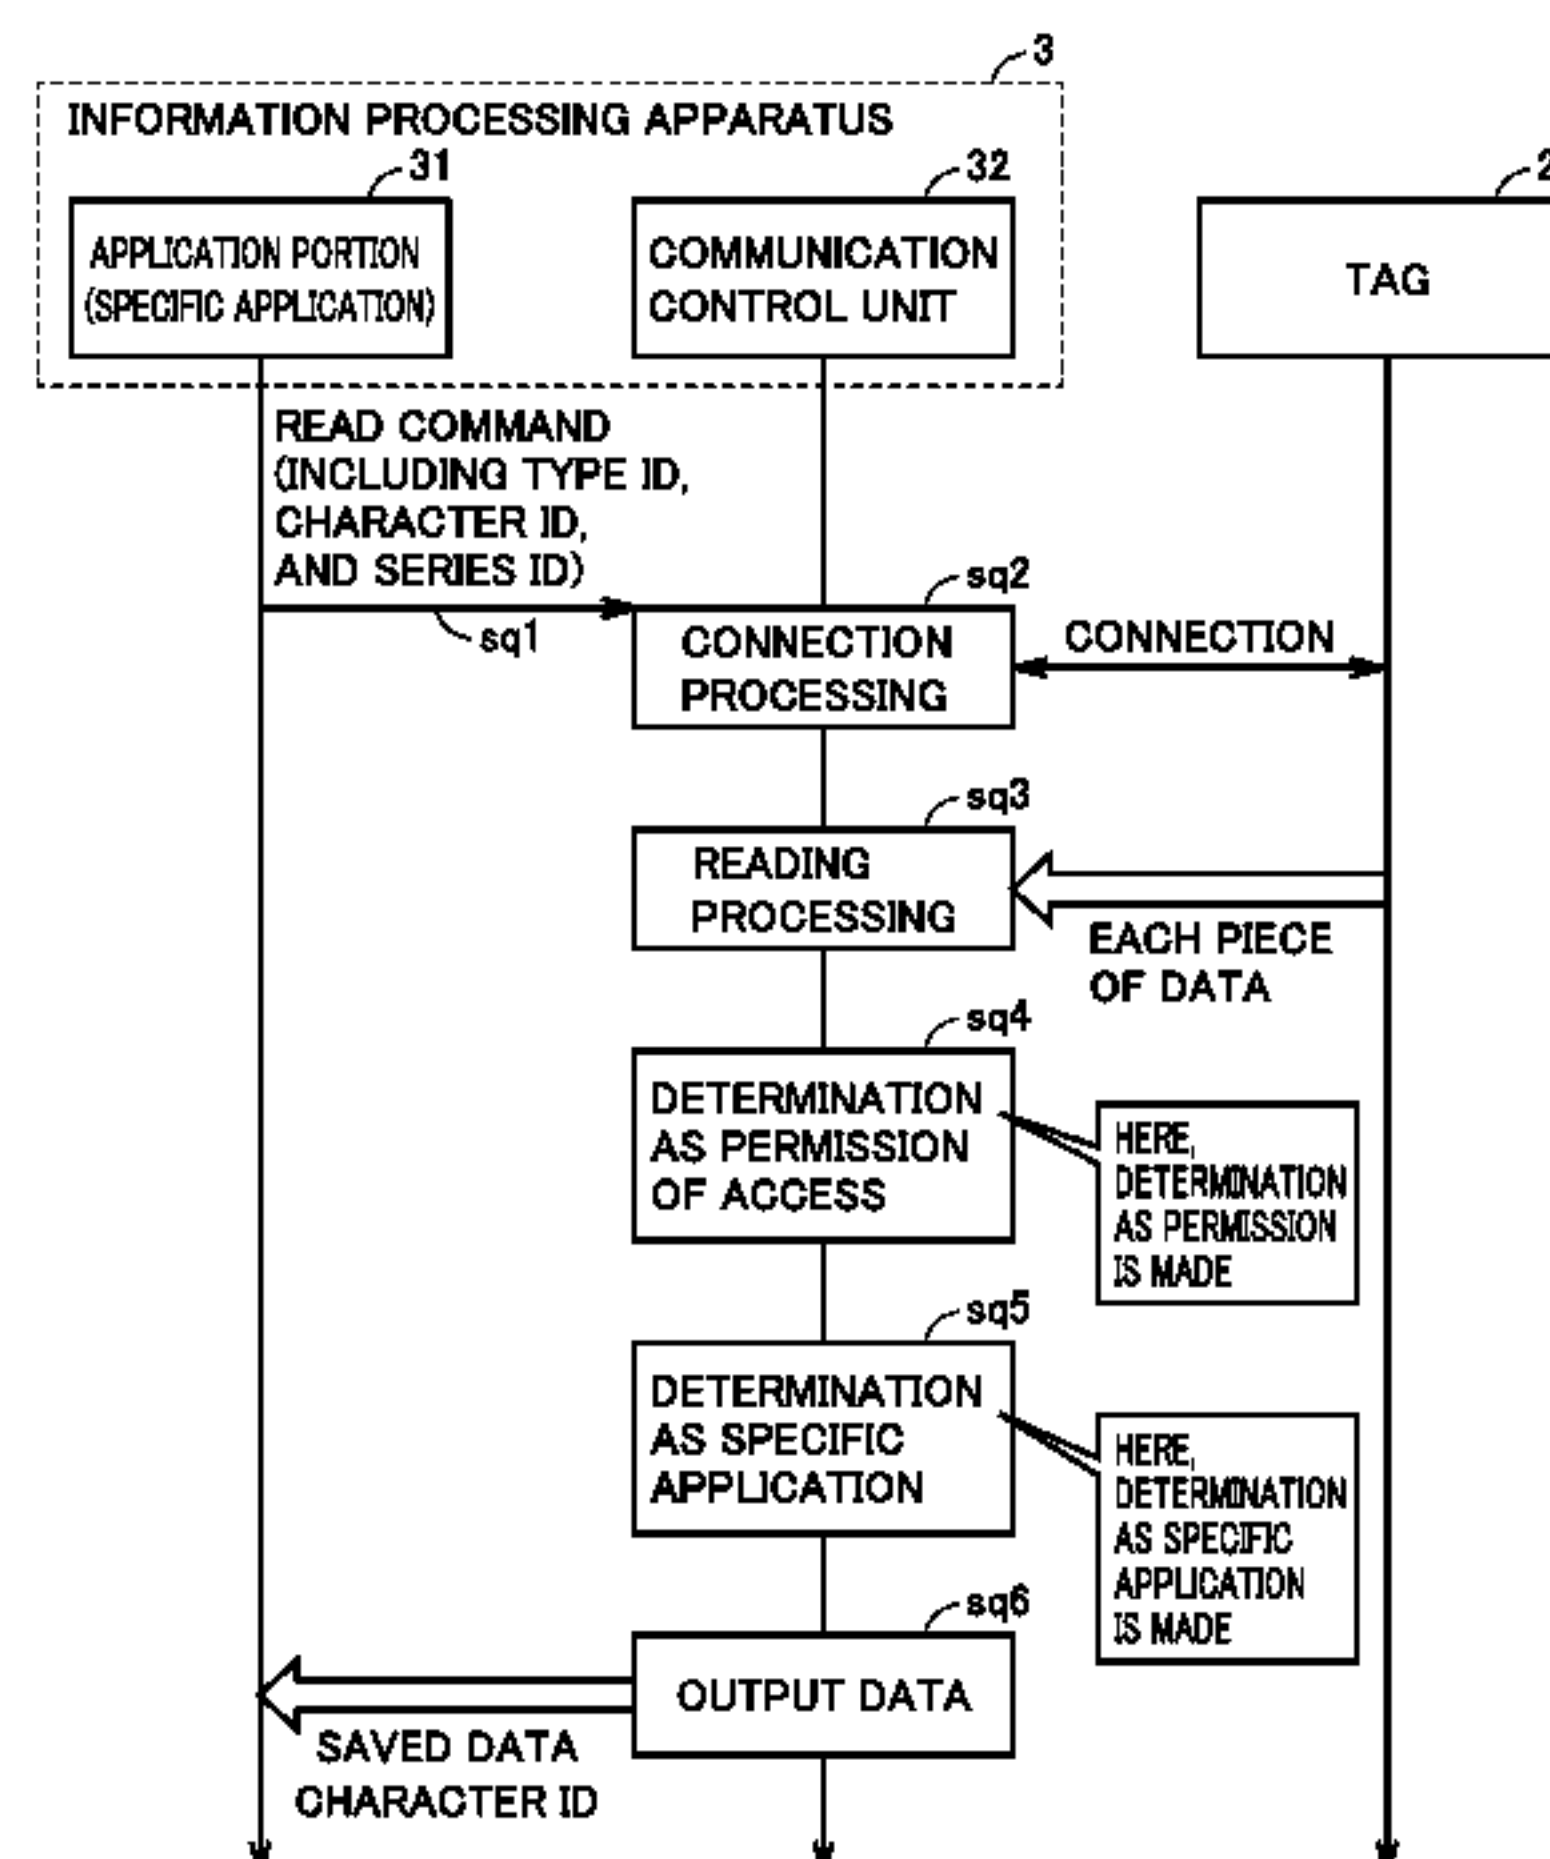 3
INFORMATION PROCESSING APPARATUS
31
32
2
APPLICATION PORTION
(SPECIFIC APPLICATION)
COMMUNICATION
CONTROL UNIT
TAG
READ COMMAND
(INCLUDING TYPE ID,
CHARACTER ID,
AND SERIES ID)
sq1
sq2
CONNECTION
PROCESSING
CONNECTION
sq3
READING
PROCESSING
EACH PIECE
OF DATA
sq4
DETERMINATION
AS PERMISSION
OF ACCESS
HERE,
DETERMINATION
AS PERMISSION
IS MADE
sq5
DETERMINATION
AS SPECIFIC
APPLICATION
HERE,
DETERMINATION
AS SPECIFIC
APPLICATION
IS MADE
sq6
OUTPUT DATA
SAVED DATA
CHARACTER ID